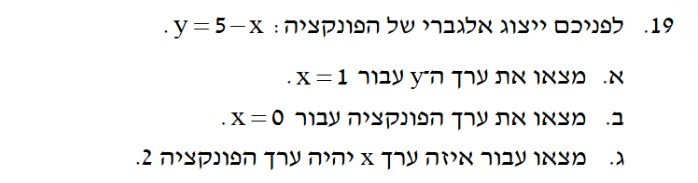 19. לפניכם ייצוג אלגברי של הפונקציה: y = 5 − x.
א. מצאו את ערך ה־y עבור x = 1.
ב. מצאו את ערך הפונקציה עבור x = 0.
ג. מצאו עבור איזה ערך x יהיה ערך הפונקציה 2.